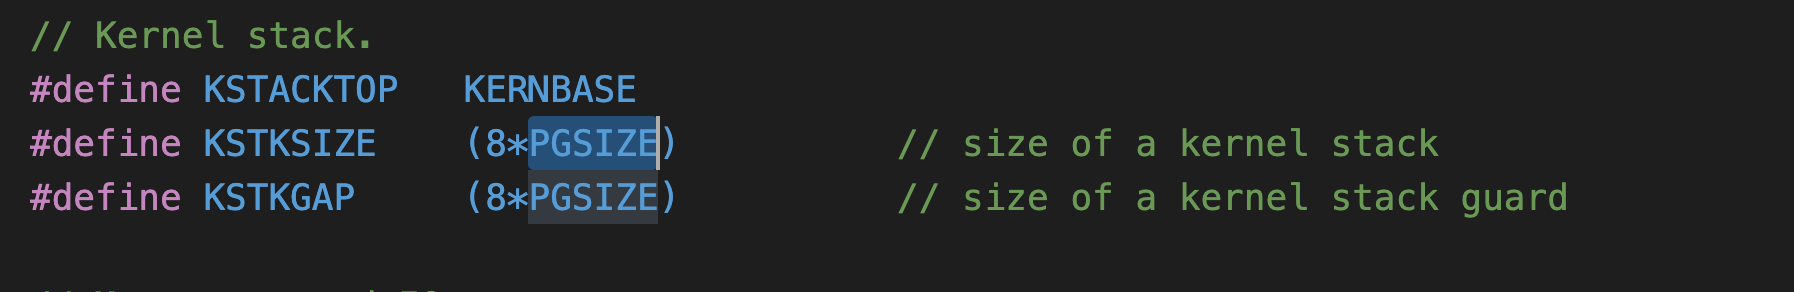 // Kernel stack.
#define KSTACKTOP   KERNBASE
#define KSTKSIZE    (8*PGSIZE)          // size of a kernel stack
#define KSTKGAP     (8*PGSIZE)          // size of a kernel stack guard